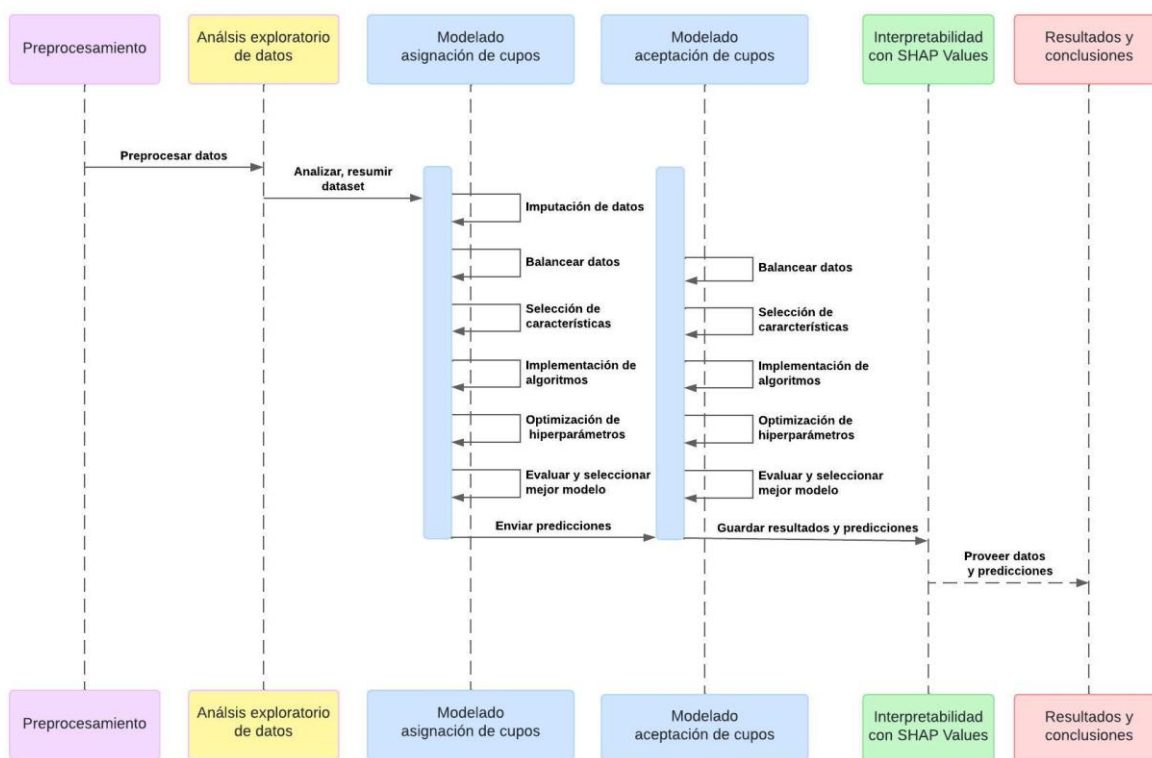 Preprocesamiento
Análsis exploratorio
de datos
Modelado
asignación de cupos
Modelado
aceptación de cupos
Interpretabilidad
con SHAP Values
Resultados y
conclusiones
Preprocesar datos
Analizar, resumir
dataset
Imputación de datos
Balancear datos
Balancear datos
Selección de
características
Selección de
cararcterísticas
Implementación de
algoritmos
Implementación de
algoritmos
Optimización de
hiperparámetros
Optimización de
hiperparámetros
Evaluar y seleccionar
mejor modelo
Evaluar y seleccionar
mejor modelo
Enviar predicciones
Guardar resultados y predicciones
Proveer datos
y predicciones
Preprocesamiento
Análsis exploratorio
de datos
Modelado
asignación de cupos
Modelado
aceptación de cupos
Interpretabilidad
con SHAP Values
Resultados y
conclusiones